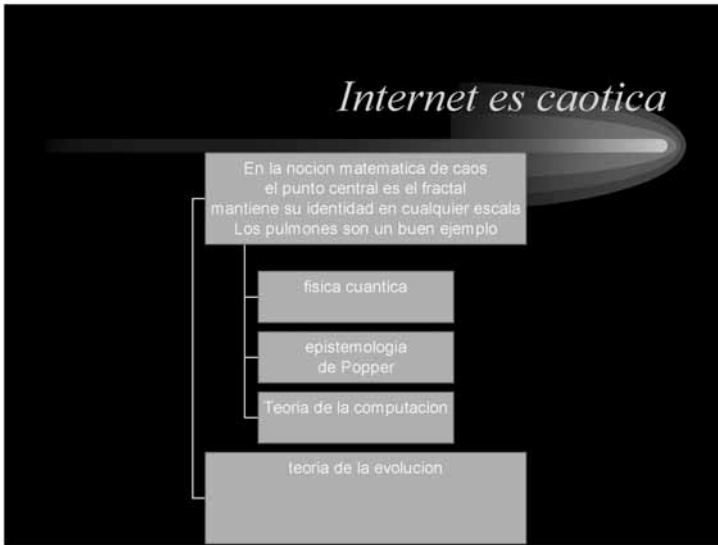 Internet es caotica
En la nocion matematica de caos
el punto central es el fractal
mantiene su identidad en cualquier escala
Los pulmones son un buen ejemplo
fisica cuantica
epistemologia
de Popper
Teoria de la computacion
teoria de la evolucion